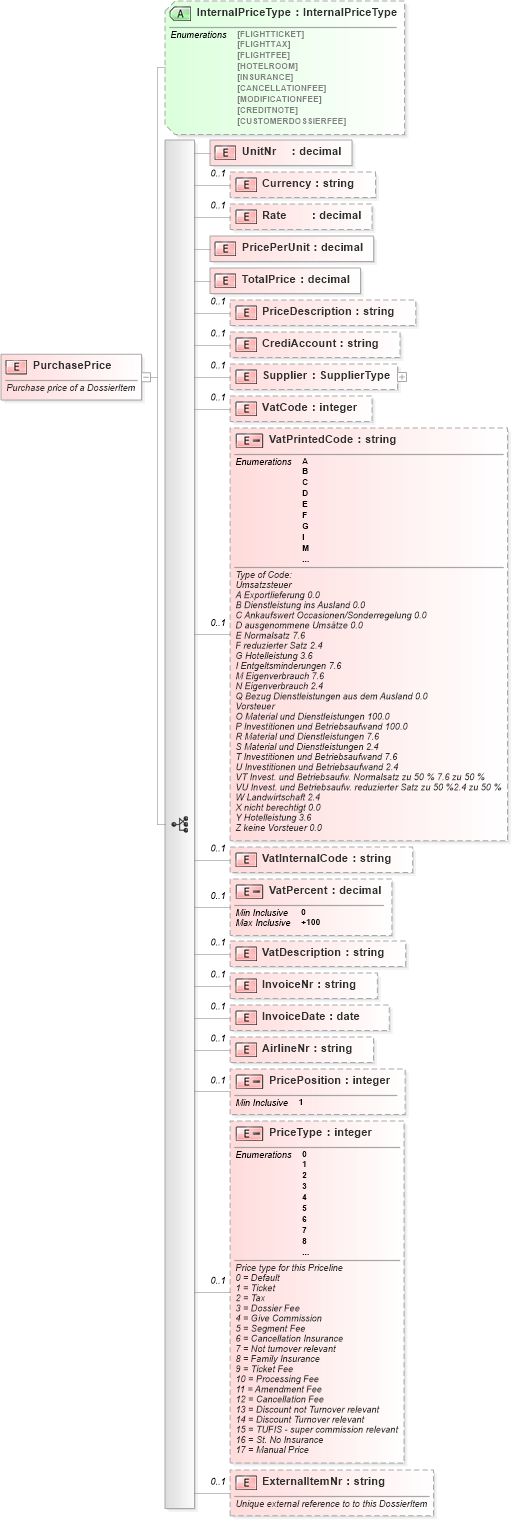 A InternalPriceType : InternalPriceType
Enumerations [FLIGHTTICKET]
[FLIGHTTAX]
[FLIGHTFEE]
[HOTELROOM]
[INSURANCE]
[CANCELLATIONFEE]
[MODIFICATIONFEE]
[CREDITNOTE]
[CUSTOMERDOSSIERFEE]
E UnitNr : decimal
0..1
E Currency : string
0..1
E Rate : decimal
E PricePerUnit : decimal
E TotalPrice : decimal
0..1
E PriceDescription : string
0..1
E CrediAccount : string
E PurchasePrice
Purchase price of a DossierItem
0..1
E Supplier : SupplierType
0..1
E VatCode : integer
E VatPrintedCode : string
Enumerations A
B
C
D
E
F
G
I
M
...
Type of Code:
Umsatzsteuer
A Exportlieferung 0.0
B Dienstleistung ins Ausland 0.0
C Ankaufswert Occasionen/Sonderregelung 0.0
0..1
D ausgenommene Umsätze 0.0
E Normalsatz 7.6
F reduzierter Satz 2.4
G Hotelleistung 3.6
I Entgeltsminderungen 7.6
M Eigenverbrauch 7.6
N Eigenverbrauch 2.4
Q Bezug Dienstleistungen aus dem Ausland 0.0
Vorsteuer
O Material und Dienstleistungen 100.0
P Investitionen und Betriebsaufwand 100.0
R Material und Dienstleistungen 7.6
S Material und Dienstleistungen 2.4
T Investitionen und Betriebsaufwand 7.6
U Investitionen und Betriebsaufwand 2.4
VT Invest. und Betriebsaufw. Normalsatz zu 50 % 7.6 zu 50 %
VU Invest. und Betriebsaufw. reduzierter Satz zu 50 %2.4 zu 50 %
W Landwirtschaft 2.4
X nicht berechtigt 0.0
Y Hotelleistung 3.6
Z keine Vorsteuer 0.0
0..1
E VatInternalCode : string
0..1
E VatPercent : decimal
Min Inclusive 0
Max Inclusive +100
0..1
E VatDescription : string
0..1
E InvoiceNr : string
0..1
E InvoiceDate : date
0..1
E AirlineNr : string
0..1
E PricePosition : integer
Min Inclusive 1
E PriceType : integer
Enumerations 0
1
2
3
4
5
6
7
8
...
Price type for this Priceline
0..1
0 = Default
1 = Ticket
2 = Tax
3 = Dossier Fee
4 = Give Commission
5 = Segment Fee
6 = Cancellation Insurance
7 = Not turnover relevant
8 = Family Insurance
9 = Ticket Fee
10 = Processing Fee
11 = Amendment Fee
12 = Cancellation Fee
13 = Discount not Turnover relevant
14 = Discount Turnover relevant
15 = TUFIS - super commission relevant
16 = St. No Insurance
17 = Manual Price
0..1
E ExternalItemNr : string
Unique external reference to to this DossierItem